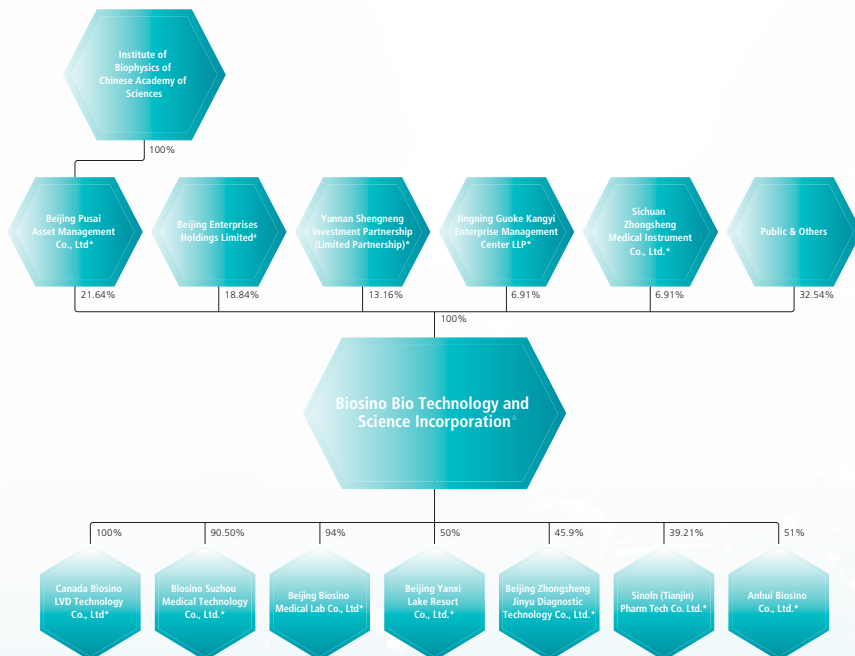 Institute of
Biophysics of
Chinese Academy of
Sciences
100%
Beijing Pusai
Asset Management
Co., Ltd*
Beijing Enterprises
Holdings Limited*
Yunnan Shengneng
Investment Partnership
(Limited Partnership)*
Jingning Guoke Kangyi
Enterprise Management
Center LLP*
Sichuan
Zhongsheng
Medical Instrument
Co., Ltd.*
Public & Others
21.64%
18.84%
13.16%
6.91%
6.91%
32.54%
100%
Biosino Bio Technology and
Science Incorporation△
100%
90.50%
94%
50%
45.9%
39.21%
51%
Canada Biosino
LVD Technology
Co., Ltd*
Biosino Suzhou
Medical Technology
Co., Ltd.*
Beijing Biosino
Medical Lab Co., Ltd*
Beijing Yanxi
Lake Resort
Co., Ltd.*
Beijing Zhongsheng
Jinyu Diagnostic
Technology Co., Ltd.*
Sinofn (Tianjin)
Pharm Tech Co. Ltd.*
Anhui Biosino
Co., Ltd.*